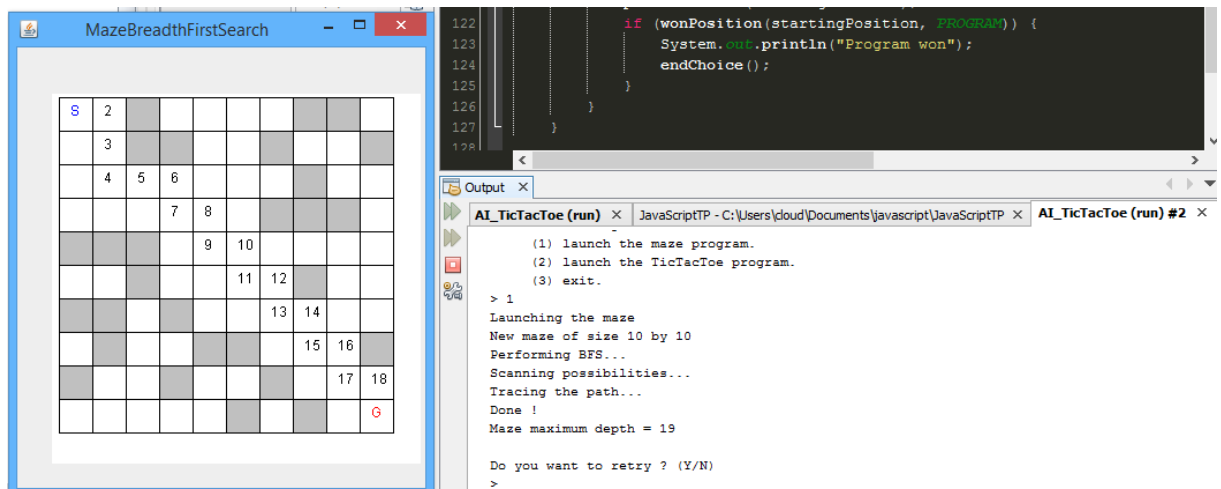 MazeBreadthFirstSearch
S 2
3
4 5 6
7 8
9 10
11 12
13 14
15 16
17 18
G
122 if (wonPosition(startingPosition, PROGRAM)) {
123 System.out.println("Program won");
124 endChoice();
125 }
126 }
127 }
128
Output
AI_TicTacToe (run) JavaScriptTP - C:\Users\cloud\Documents\javascript\JavaScriptTP AI_TicTacToe (run) #2
(1) launch the maze program.
(2) launch the TicTacToe program.
(3) exit.
> 1
Launching the maze
New maze of size 10 by 10
Performing BFS...
Scanning possibilities...
Tracing the path...
Done !
Maze maximum depth = 19
Do you want to retry ? (Y/N)
>